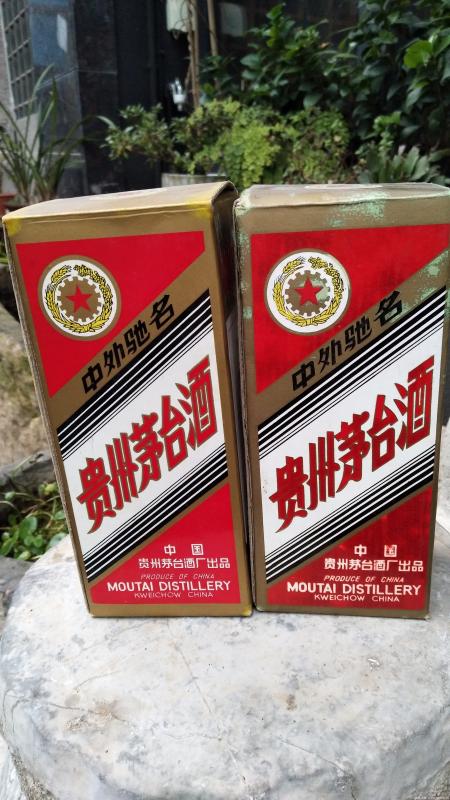 中外驰名
贵州茅台酒
中国
贵州茅台酒厂出品
PRODUCE OF CHINA
MOUTAI DISTILLERY
KWEICHOW CHINA
中外驰名
贵州茅台酒
中国
贵州茅台酒厂出品
PRODUCE OF CHINA
MOUTAI DISTILLERY
KWEICHOW CHINA